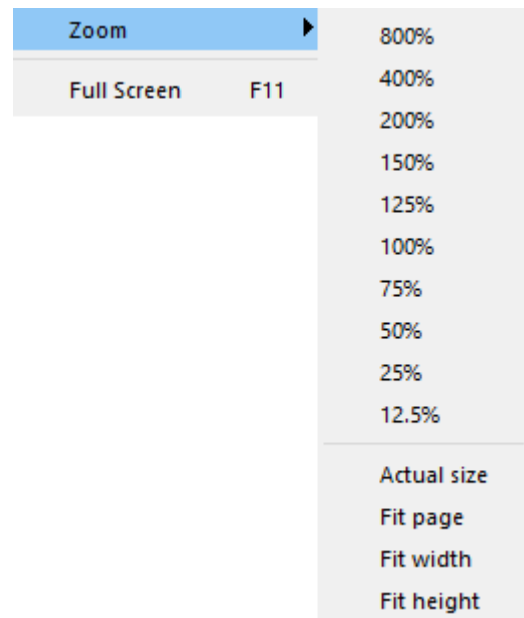 Zoom
Full Screen F11
800%
400%
200%
150%
125%
100%
75%
50%
25%
12.5%
Actual size
Fit page
Fit width
Fit height